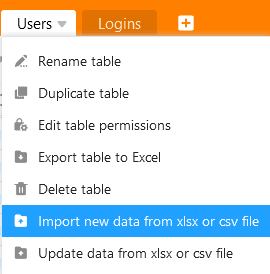 Users Logins
Rename table
Duplicate table
Edit table permissions
Export table to Excel
Delete table
Import new data from xlsx or csv file
Update data from xlsx or csv file